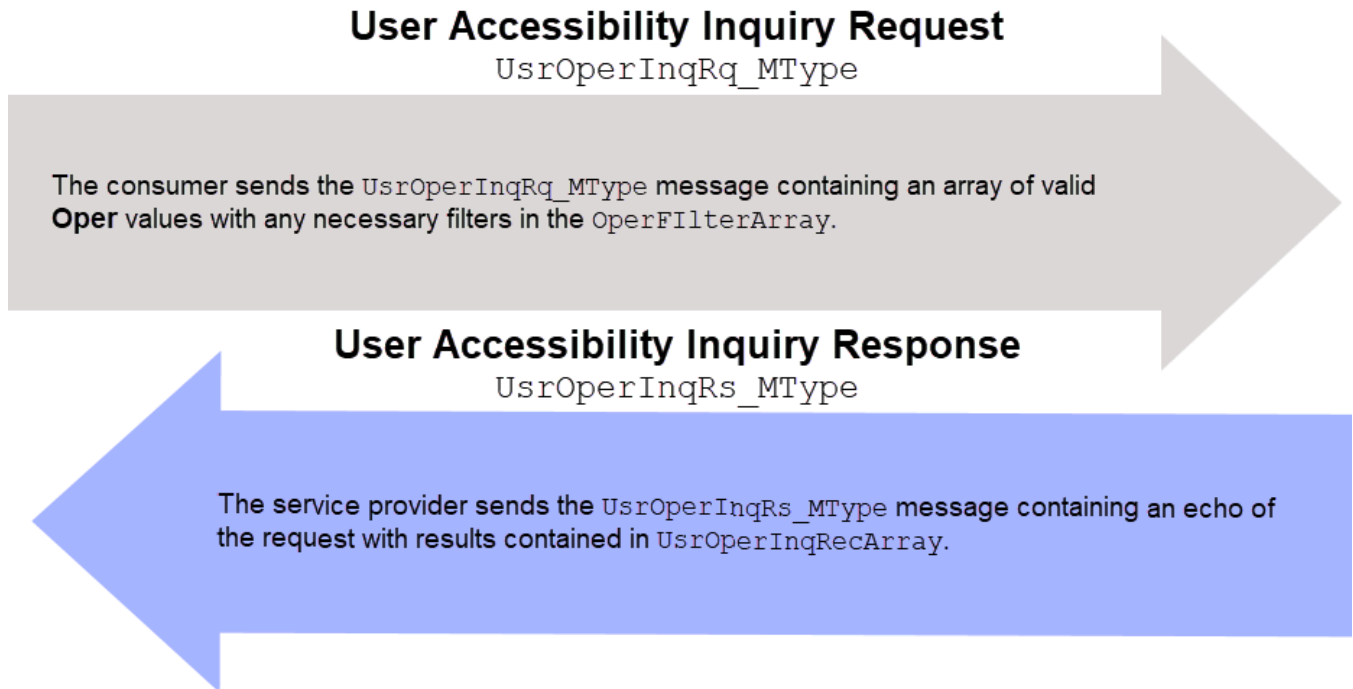 User Accessibility Inquiry Request
UsrOperInqRq_MType
The consumer sends the UsrOperInqRq_MType message containing an array of valid
Oper values with any necessary filters in the OperFIlterArray.
User Accessibility Inquiry Response
UsrOperInqRs_MType
The service provider sends the UsrOperInqRs_MType message containing an echo of
the request with results contained in UsrOperInqRecArray.